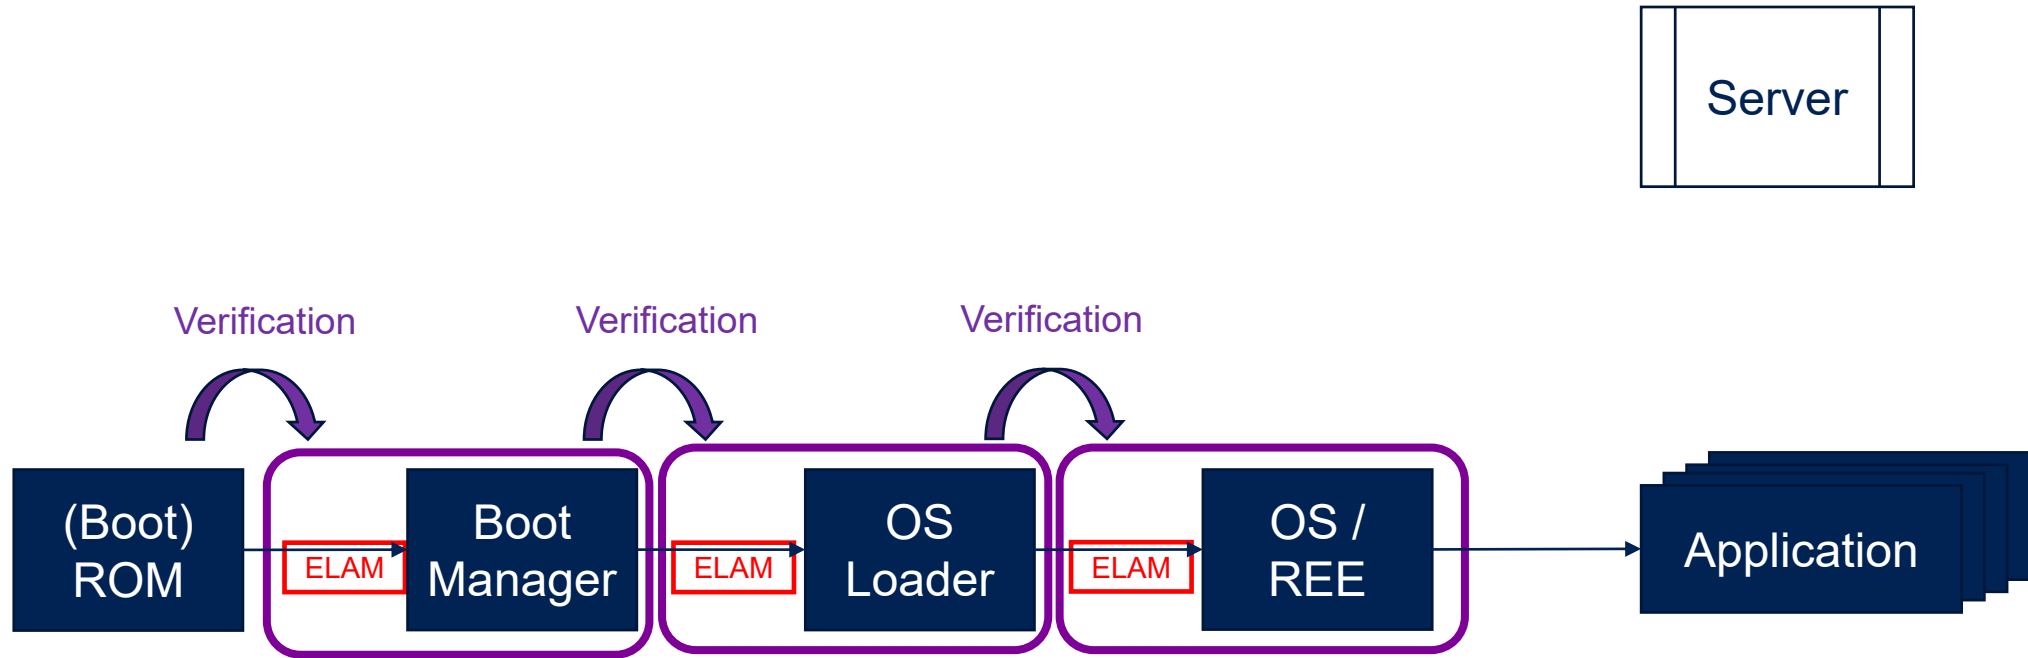 Server
Verification
Verification
Verification
(Boot)
ROM
ELAM
Boot
Manager
ELAM
OS
Loader
ELAM
OS /
REE
Application